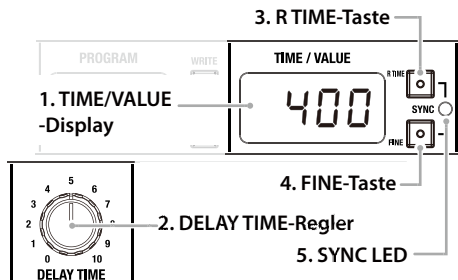 3. R TIME-Taste
PROGRAM
WRITE
TIME / VALUE
R TIME
1. TIME/VALUE
-Display
400
SYNC
FINE
4. FINE-Taste
2. DELAY TIME-Regler
5. SYNC LED
0 1 2 3 4 5 6 7 8 9 10
DELAY TIME